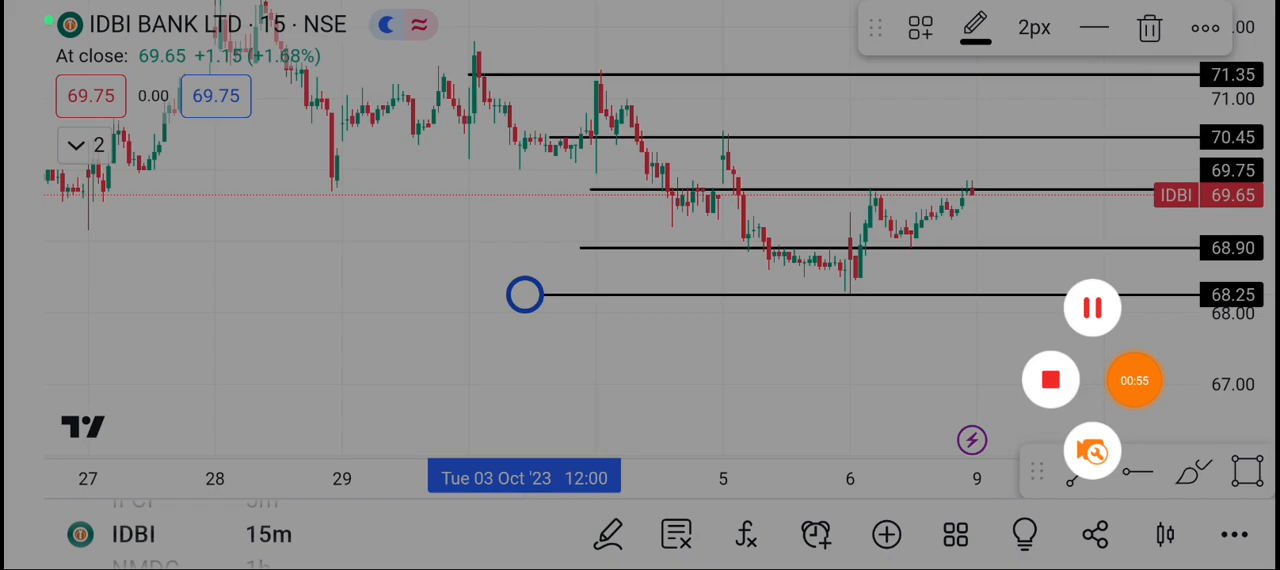 IDBI BANK LTD · 15 · NSE
2px
At close: 69.65 +1.15 (+1.68%)
69.75 0.00 69.75
2
71.35
71.00
70.45
69.75
IDBI 69.65
68.90
68.25
68.00
67.00
00:55
27 28 29 Tue 03 Oct '23 12:00 5 6 9
IDBI 15m